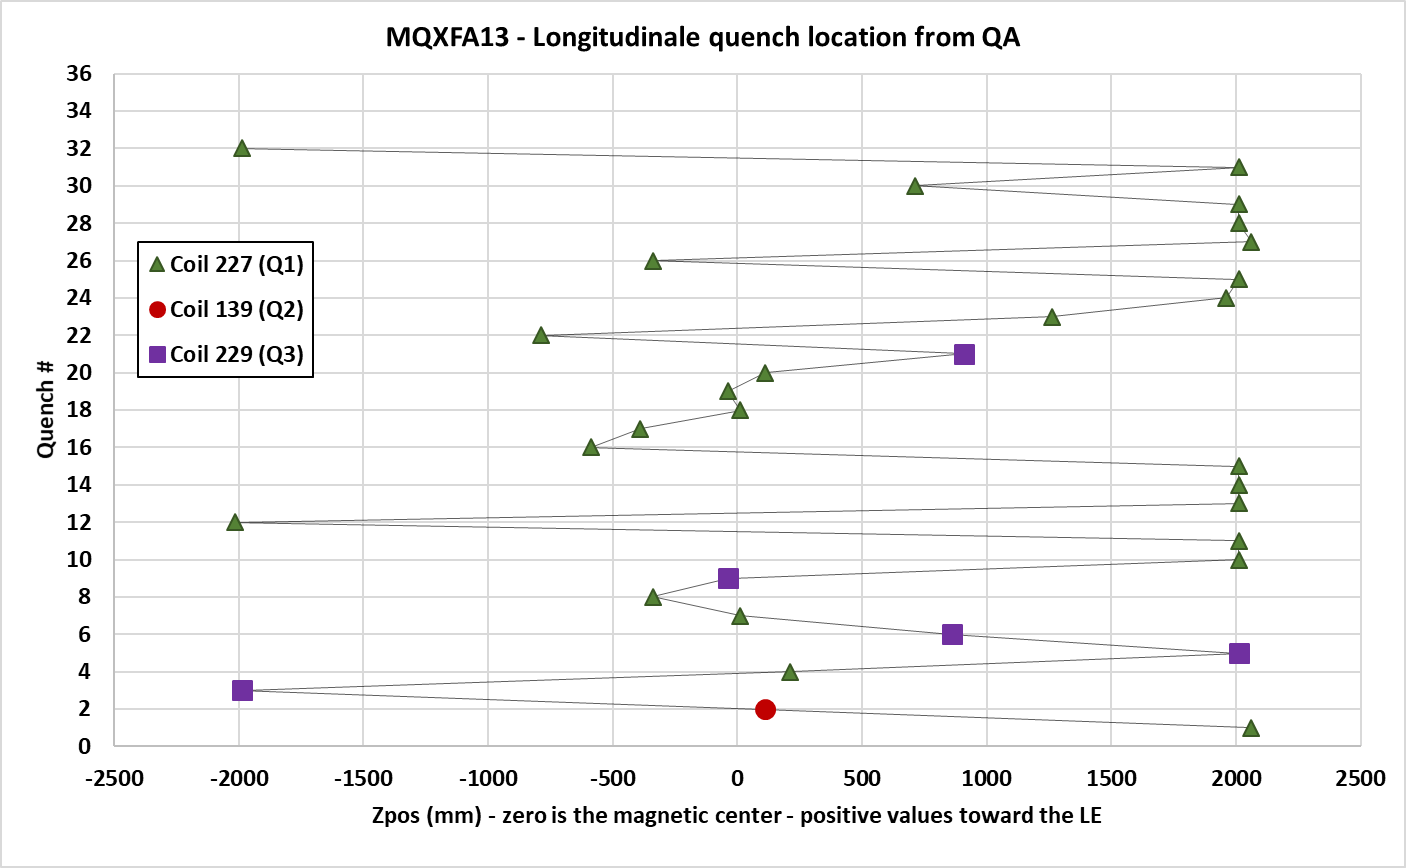 MQXFA13 - Longitudinale quench location from QA
36
34
32
30
28
26
24
22
20
18
16
14
12
10
8
6
4
2
0
Quench #
Coil 227 (Q1)
Coil 139 (Q2)
Coil 229 (Q3)
-2500 -2000 -1500 -1000 -500 0 500 1000 1500 2000 2500
Zpos (mm) - zero is the magnetic center - positive values toward the LE